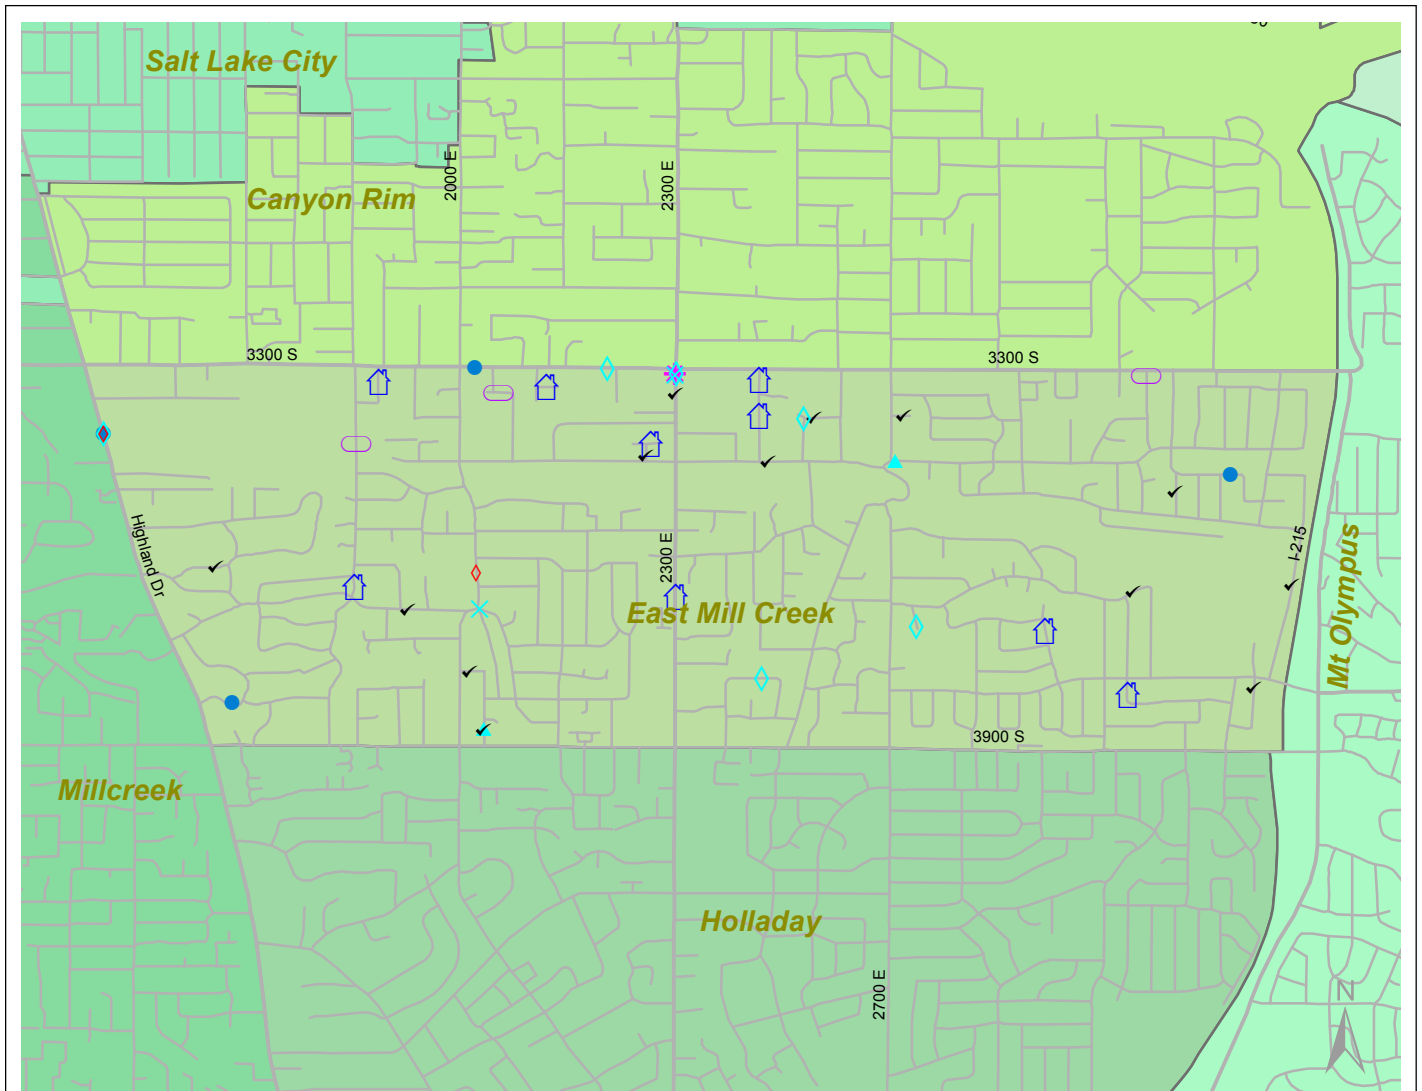 Salt Lake City
Canyon Rim
2000 E
2300 E
3300 S
3300 S
Highland Dr
2300 E
I-215
East Mill Creek
Mt Olympus
3900 S
Millcreek
Holladay
2700 E
N